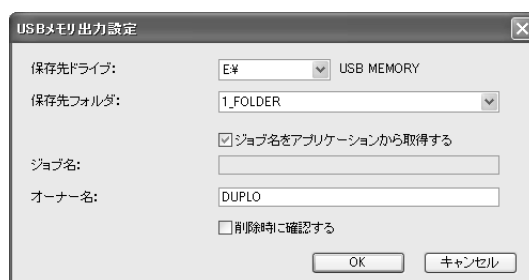 USBメモリ出力設定
保存先ドライブ: E:¥ USB MEMORY
保存先フォルダ: 1_FOLDER
ジョブ名をアプリケーションから取得する
ジョブ名:
オーナー名: DUPLO
削除時に確認する
OK キャンセル